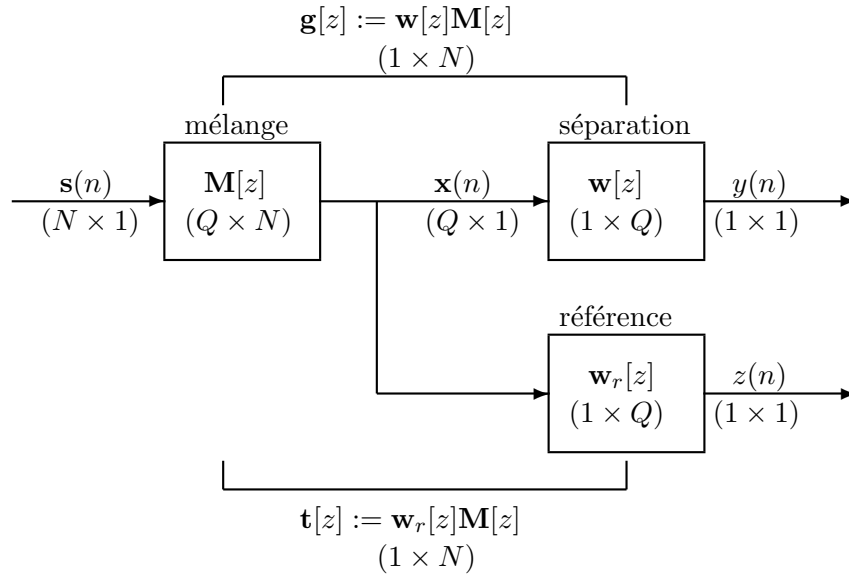 g[z] := w[z]M[z]
(1 × N)
mélange
séparation
s(n)
(N × 1)
M[z]
(Q × N)
x(n)
(Q × 1)
w[z]
(1 × Q)
y(n)
(1 × 1)
référence
w_r[z]
(1 × Q)
z(n)
(1 × 1)
t[z] := w_r[z]M[z]
(1 × N)